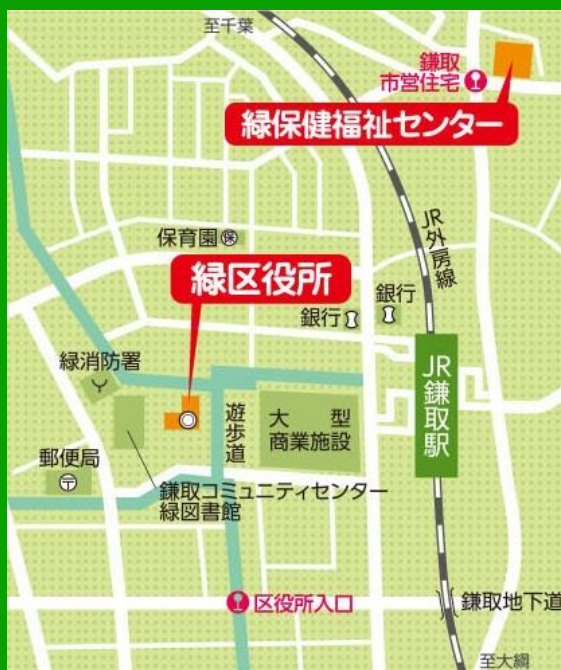 至千葉
鎌取
市営住宅
緑保健福祉センター
JR外房線
保育園
保
緑区役所
銀行
銀行
緑消防署
JR鎌取駅
遊歩道
大型
商業施設
郵便局
〒
鎌取コミュニティセンター
緑図書館
区役所入口
鎌取地下道
至大網